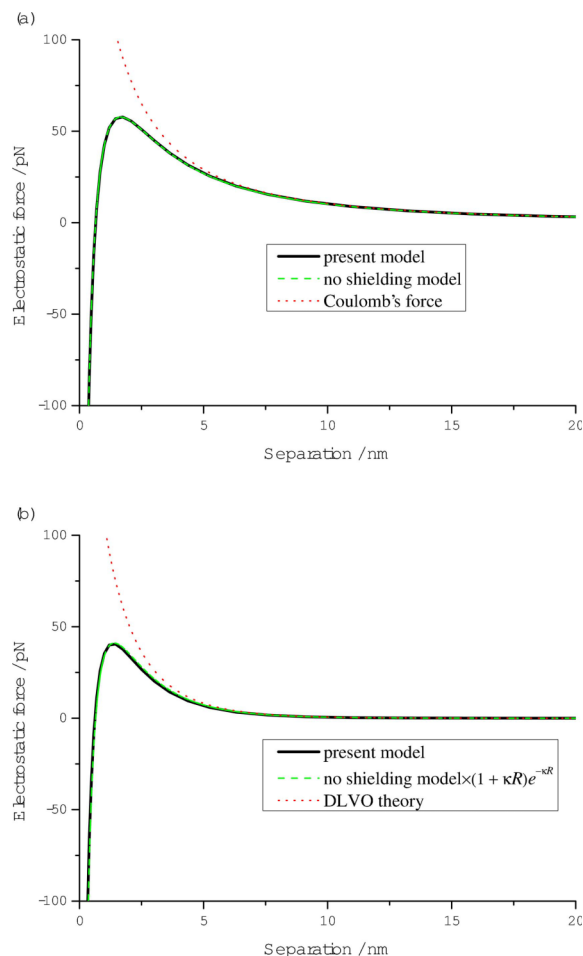 (a)
100
50
0
-50
-100
Electrostatic force /pN
present model
no shielding model
Coulomb's force
0
5
10
15
20
Separation /nm
(b)
100
50
0
-50
-100
Electrostatic force /pN
present model
no shielding model×(1 + κR)e^{-κR}
DLVO theory
0
5
10
15
20
Separation /nm